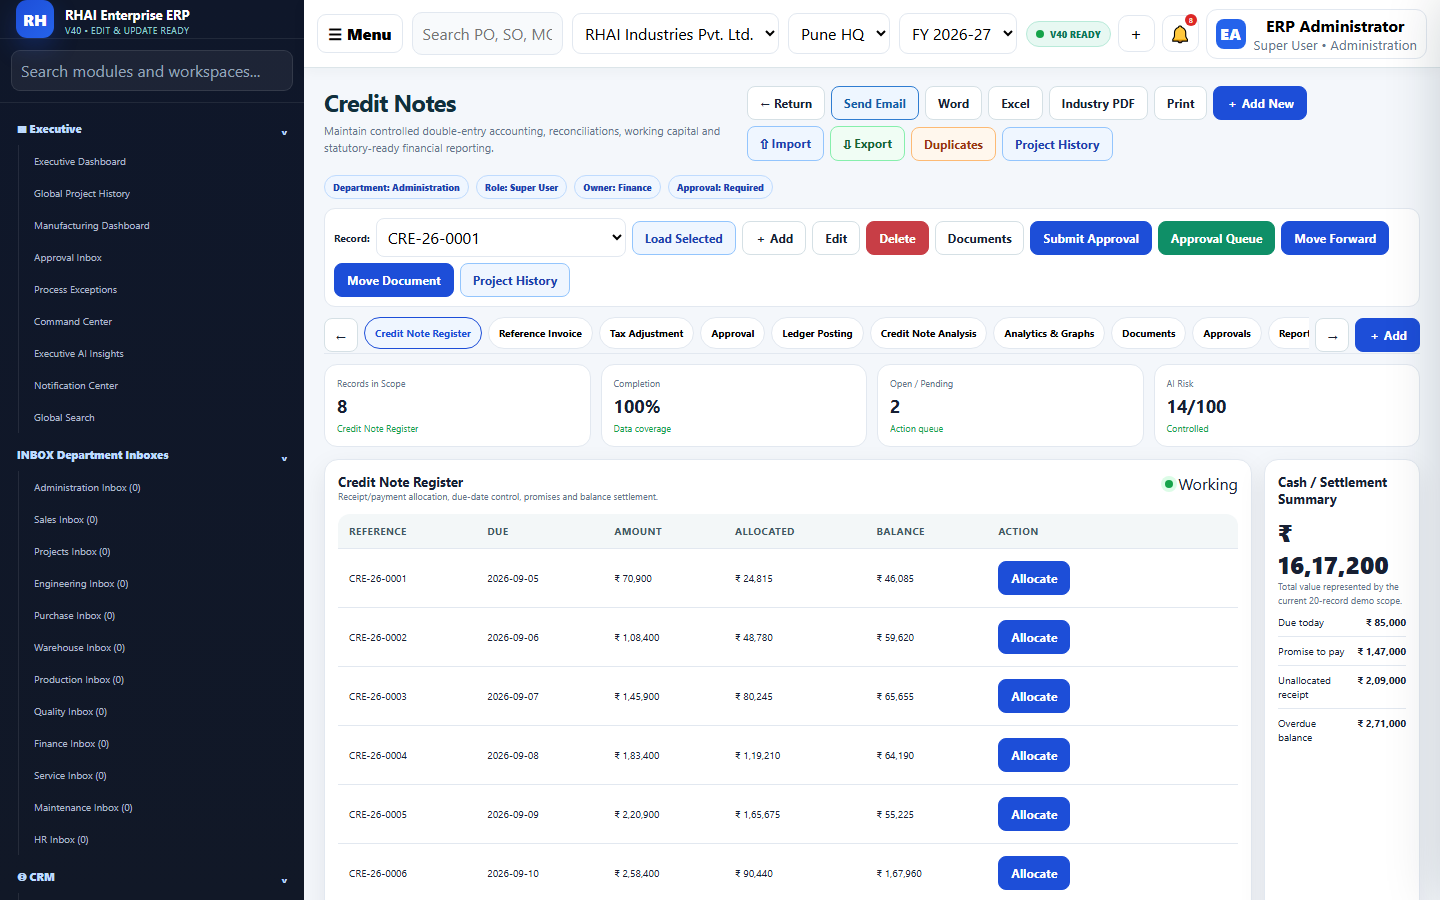 RH
RHAI Enterprise ERP
V40 • EDIT & UPDATE READY
Search modules and workspaces...
Executive
Executive Dashboard
Global Project History
Manufacturing Dashboard
Approval Inbox
Process Exceptions
Command Center
Executive AI Insights
Notification Center
Global Search
INBOX Department Inboxes
Administration Inbox (0)
Sales Inbox (0)
Projects Inbox (0)
Engineering Inbox (0)
Purchase Inbox (0)
Warehouse Inbox (0)
Production Inbox (0)
Quality Inbox (0)
Finance Inbox (0)
Service Inbox (0)
Maintenance Inbox (0)
HR Inbox (0)
CRM
☰ Menu
Search PO, SO, MO
RHAI Industries Pvt. Ltd.
Pune HQ
FY 2026-27
V40 READY
+
8
EA
ERP Administrator
Super User • Administration
Credit Notes
Maintain controlled double-entry accounting, reconciliations, working capital and
statutory-ready financial reporting.
← Return
Send Email
Word
Excel
Industry PDF
Print
+ Add New
⇧ Import
⇩ Export
Duplicates
Project History
Department: Administration
Role: Super User
Owner: Finance
Approval: Required
Record:
CRE-26-0001
Load Selected
+ Add
Edit
Delete
Documents
Submit Approval
Approval Queue
Move Forward
Move Document
Project History
←
Credit Note Register
Reference Invoice
Tax Adjustment
Approval
Ledger Posting
Credit Note Analysis
Analytics & Graphs
Documents
Approvals
Report
→
+ Add
Records in Scope
8
Credit Note Register
Completion
100%
Data coverage
Open / Pending
2
Action queue
AI Risk
14/100
Controlled
Credit Note Register
Receipt/payment allocation, due-date control, promises and balance settlement.
Working
REFERENCE DUE AMOUNT ALLOCATED BALANCE ACTION
CRE-26-0001 2026-09-05 ₹ 70,900 ₹ 24,815 ₹ 46,085 Allocate
CRE-26-0002 2026-09-06 ₹ 1,08,400 ₹ 48,780 ₹ 59,620 Allocate
CRE-26-0003 2026-09-07 ₹ 1,45,900 ₹ 80,245 ₹ 65,655 Allocate
CRE-26-0004 2026-09-08 ₹ 1,83,400 ₹ 1,19,210 ₹ 64,190 Allocate
CRE-26-0005 2026-09-09 ₹ 2,20,900 ₹ 1,65,675 ₹ 55,225 Allocate
CRE-26-0006 2026-09-10 ₹ 2,58,400 ₹ 90,440 ₹ 1,67,960 Allocate
Cash / Settlement
Summary
₹
16,17,200
Total value represented by the
current 20-record demo scope.
Due today ₹ 85,000
Promise to pay ₹ 1,47,000
Unallocated
receipt ₹ 2,09,000
Overdue
balance ₹ 2,71,000